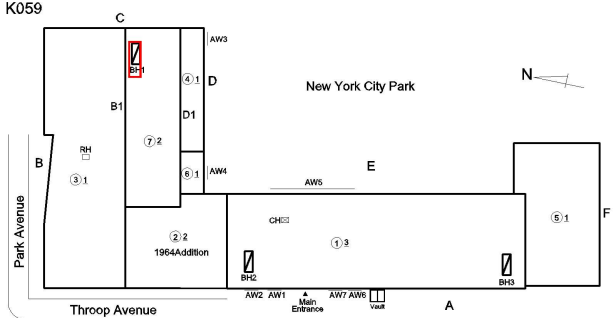 K059
C
AW3
BH1
④ 1
D
New York City Park
N
B1
D1
⑦ 2
RH
B
③ 1
⑥ 1
AW4
E
AW5
Park Avenue
CH
⑤ 1
F
② 2
1964Addition
① 3
BH2
BH3
AW2 AW1
Main
Entrance
AW7 AW6
Vault
A
Throop Avenue